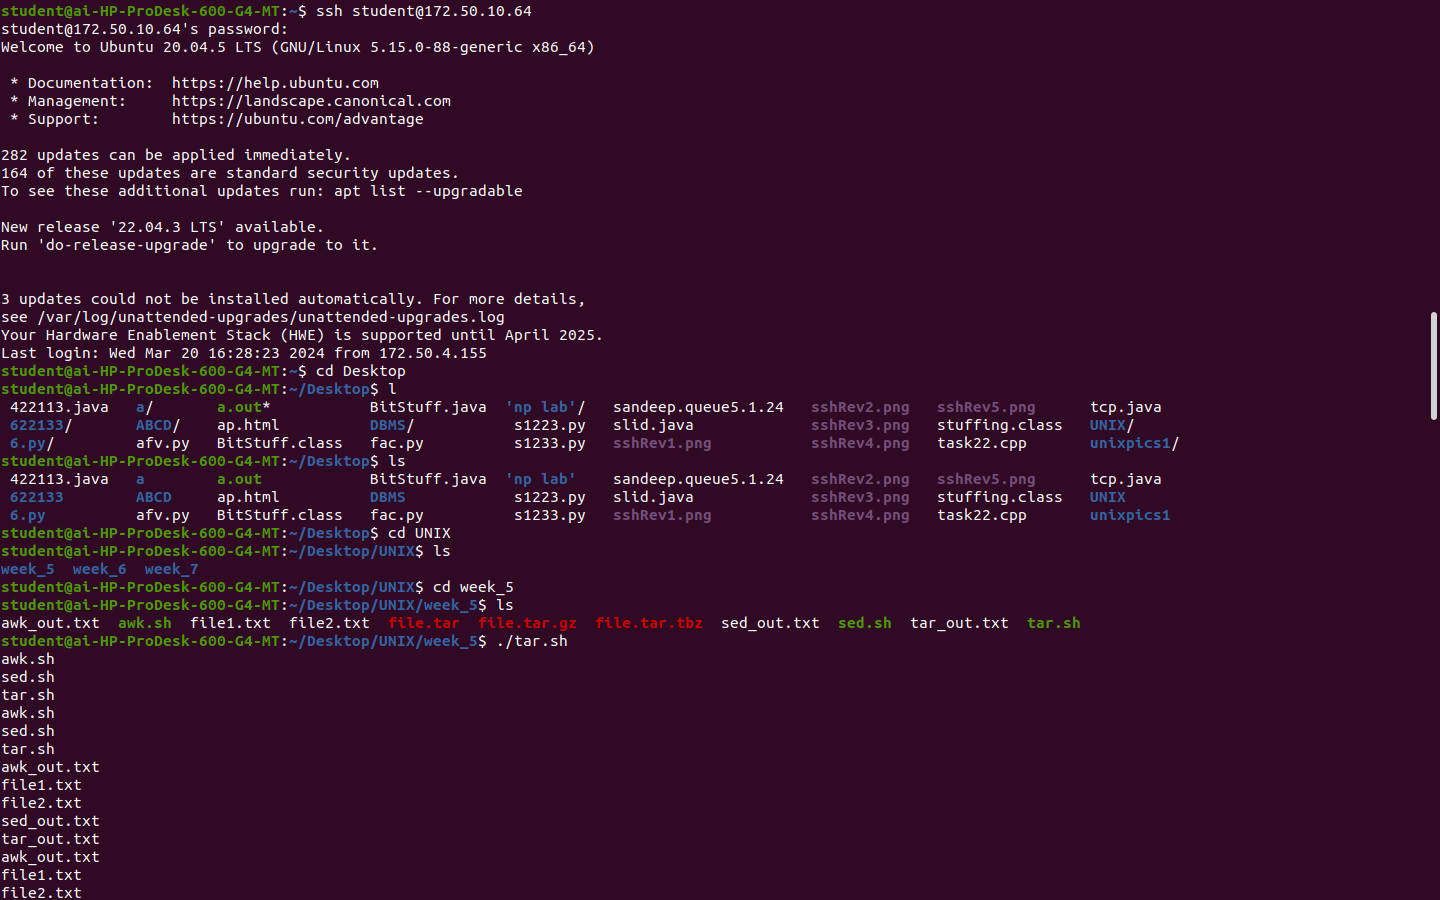 student@ai-HP-ProDesk-600-G4-MT:~$ ssh student@172.50.10.64
student@172.50.10.64's password:
Welcome to Ubuntu 20.04.5 LTS (GNU/Linux 5.15.0-88-generic x86_64)

 * Documentation:  https://help.ubuntu.com
 * Management:     https://landscape.canonical.com
 * Support:        https://ubuntu.com/advantage

282 updates can be applied immediately.
164 of these updates are standard security updates.
To see these additional updates run: apt list --upgradable

New release '22.04.3 LTS' available.
Run 'do-release-upgrade' to upgrade to it.


3 updates could not be installed automatically. For more details,
see /var/log/unattended-upgrades/unattended-upgrades.log
Your Hardware Enablement Stack (HWE) is supported until April 2025.
Last login: Wed Mar 20 16:28:23 2024 from 172.50.4.155
student@ai-HP-ProDesk-600-G4-MT:~$ cd Desktop
student@ai-HP-ProDesk-600-G4-MT:~/Desktop$ l
 422113.java   a/       a.out*           BitStuff.java  'np lab'/   sandeep.queue5.1.24   sshRev2.png   sshRev5.png      tcp.java
 622133/       ABCD/    ap.html          DBMS/           s1223.py   slid.java             sshRev3.png   stuffing.class   UNIX/
 6.py/         afv.py   BitStuff.class   fac.py          s1233.py   sshRev1.png           sshRev4.png   task22.cpp       unixpics1/
student@ai-HP-ProDesk-600-G4-MT:~/Desktop$ ls
 422113.java   a        a.out            BitStuff.java  'np lab'    sandeep.queue5.1.24   sshRev2.png   sshRev5.png      tcp.java
 622133        ABCD     ap.html          DBMS            s1223.py   slid.java             sshRev3.png   stuffing.class   UNIX
 6.py          afv.py   BitStuff.class   fac.py          s1233.py   sshRev1.png           sshRev4.png   task22.cpp       unixpics1
student@ai-HP-ProDesk-600-G4-MT:~/Desktop$ cd UNIX
student@ai-HP-ProDesk-600-G4-MT:~/Desktop/UNIX$ ls
week_5  week_6  week_7
student@ai-HP-ProDesk-600-G4-MT:~/Desktop/UNIX$ cd week_5
student@ai-HP-ProDesk-600-G4-MT:~/Desktop/UNIX/week_5$ ls
awk_out.txt  awk.sh  file1.txt  file2.txt  file.tar  file.tar.gz  file.tar.tbz  sed_out.txt  sed.sh  tar_out.txt  tar.sh
student@ai-HP-ProDesk-600-G4-MT:~/Desktop/UNIX/week_5$ ./tar.sh
awk.sh
sed.sh
tar.sh
awk.sh
sed.sh
tar.sh
awk_out.txt
file1.txt
file2.txt
sed_out.txt
tar_out.txt
awk_out.txt
file1.txt
file2.txt